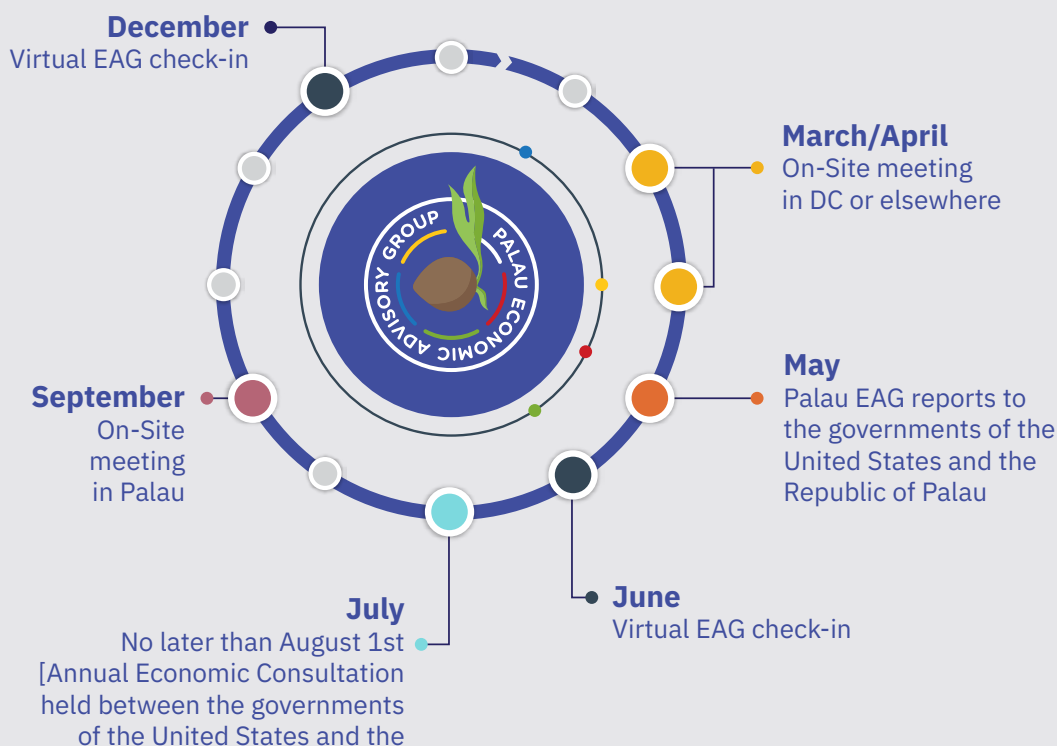 December
Virtual EAG check-in
March/April
On-Site meeting
in DC or elsewhere
PALAU ECONOMIC ADVISORY GROUP
May
Palau EAG reports to
the governments of the
United States and the
Republic of Palau
September
On-Site
meeting
in Palau
June
Virtual EAG check-in
July
No later than August 1st
[Annual Economic Consultation
held between the governments
of the United States and the